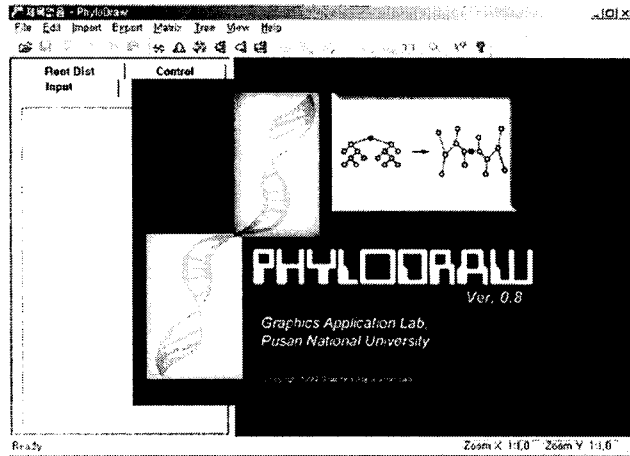 - PhyloDraw
File Edit Import Export Matrix Tree View Help
Root Dist Control
Input
PHYLODRAW
Ver. 0.8
Graphics Application Lab,
Pusan National University
Ready Zoom X 1:1,0 Zoom Y 1:1,0